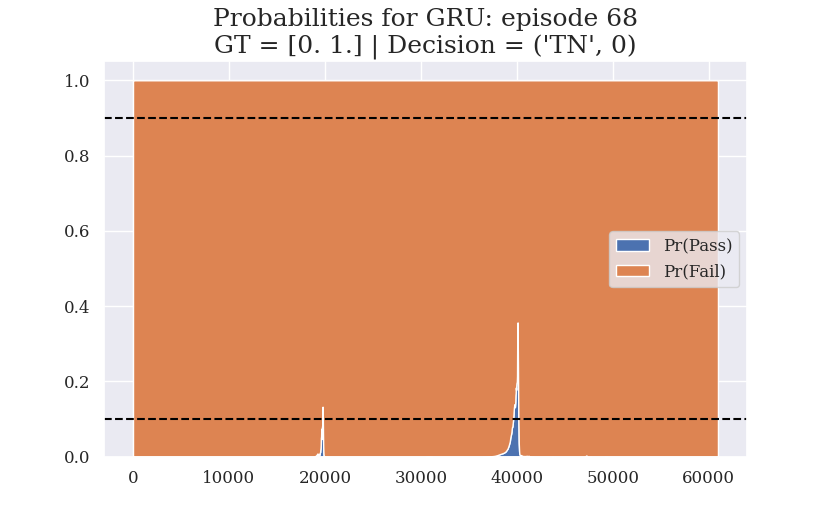 Probabilities for GRU: episode 68
GT = [0. 1.] | Decision = ('TN', 0)
1.0
0.8
0.6
0.4
0.2
0.0
Pr(Pass)
Pr(Fail)
0 10000 20000 30000 40000 50000 60000